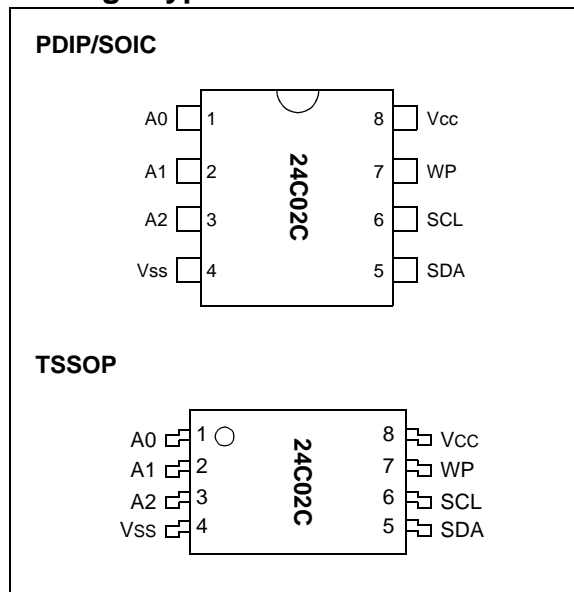 PDIP/SOIC
A0 1 8 Vcc
A1 2 7 WP
A2 3 6 SCL
Vss 4 5 SDA
24C02C
TSSOP
A0 1 8 VCC
A1 2 7 WP
A2 3 6 SCL
VSS 4 5 SDA
24C02C